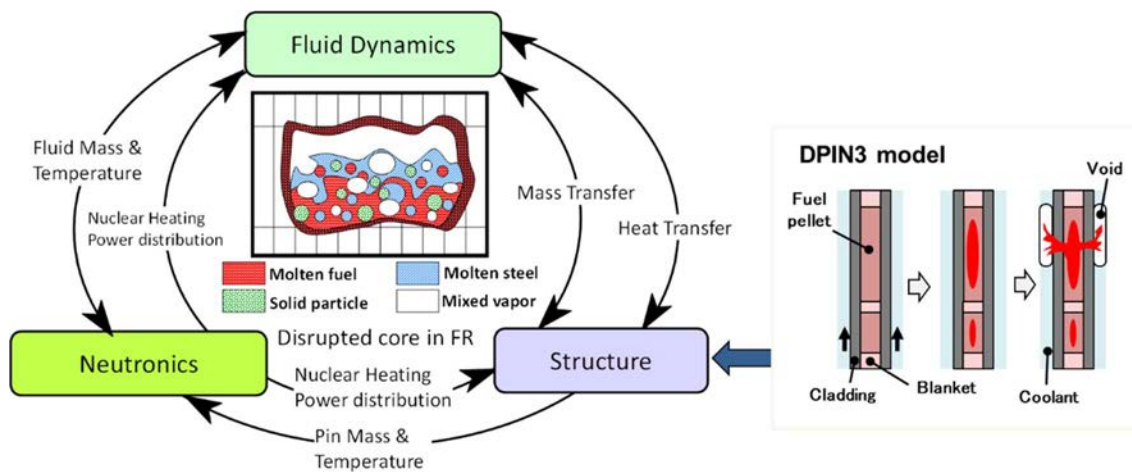 Fluid Dynamics
Fluid Mass &
Temperature
Nuclear Heating
Power distribution
Mass Transfer
Heat Transfer
Molten fuel
Molten steel
Solid particle
Mixed vapor
Disrupted core in FR
Neutronics
Structure
Nuclear Heating
Power distribution
Pin Mass &
Temperature
DPIN3 model
Void
Fuel
pellet
Cladding
Blanket
Coolant